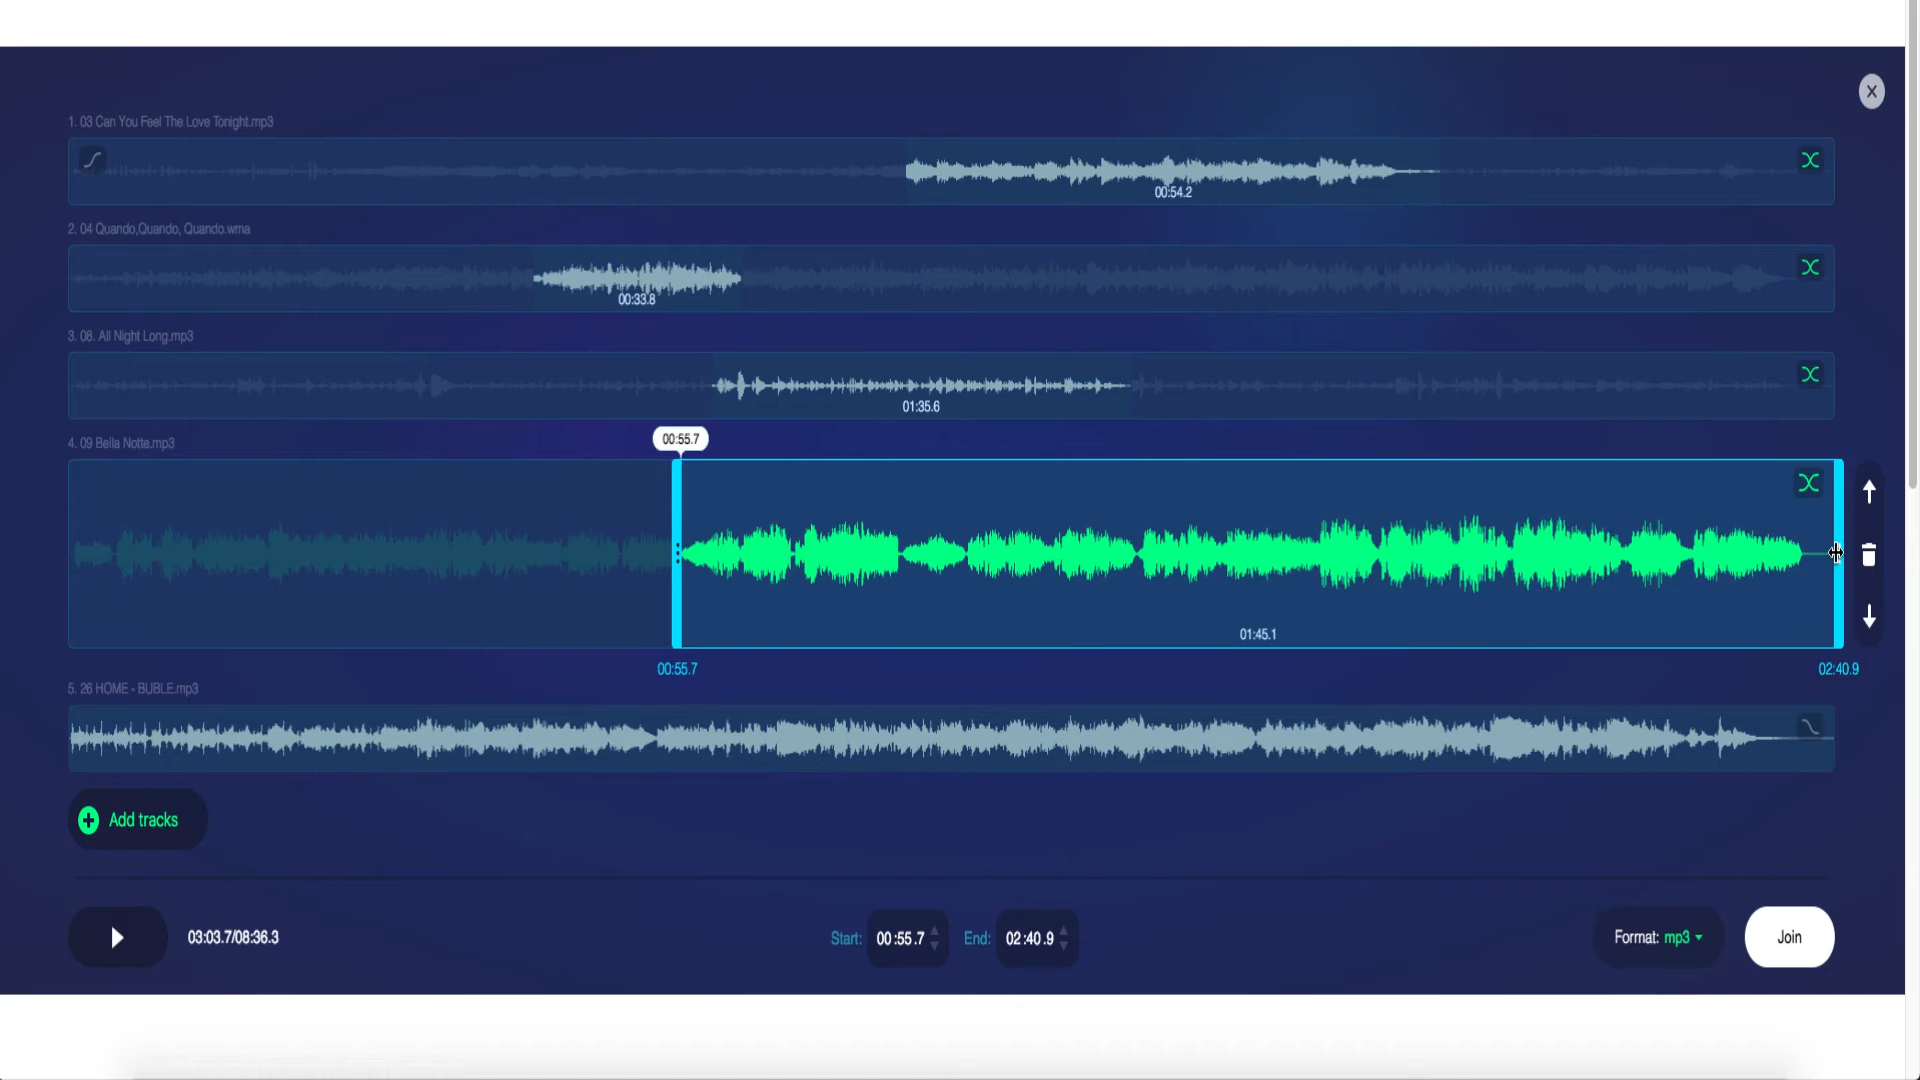 1. 03 Can You Feel The Love Tonight.mp3
00:54.2
2. 04 Quando,Quando, Quando.wma
00:33.8
3. 08. All Night Long.mp3
01:35.6
4. 09 Bella Notte.mp3
00:55.7
01:45.1
00:55.7
02:40.9
5. 26 HOME - BUBLE.mp3
Add tracks
03:03.7/08:36.3
Start: 00:55.7
End: 02:40.9
Format: mp3
Join